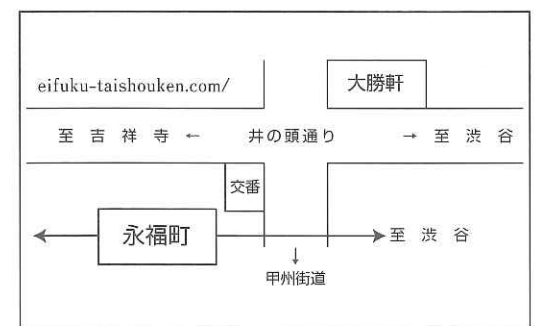 eifuku-taishouken.com/
大勝軒
至 吉 祥 寺 ← 井の頭通り → 至 渋 谷
交番
永福町
至 渋 谷
↓
甲州街道